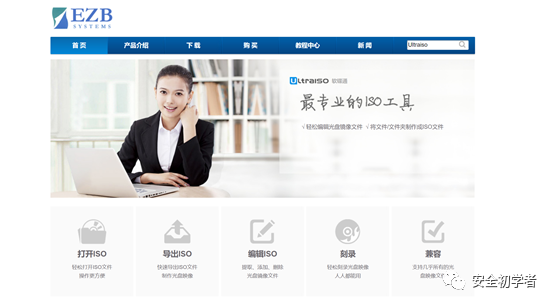 EZB
SYSTEMS
首 页 产品介绍 下 载 购 买 教程中心 新 闻 Ultraiso
UltraISO 软碟通
最专业的ISO工具
√ 轻松编辑光盘镜像文件 √ 将文件/文件夹制作成ISO文件
打开ISO 导出ISO 编辑ISO 刻录 兼容
轻松打开ISO文件 快速导出ISO文件 提取、添加、删除 轻松刻录光盘映像 支持几乎所有的光
操作更方便 制作光盘映像 光盘镜像文件 人人都能用 盘映像文件
安全初学者